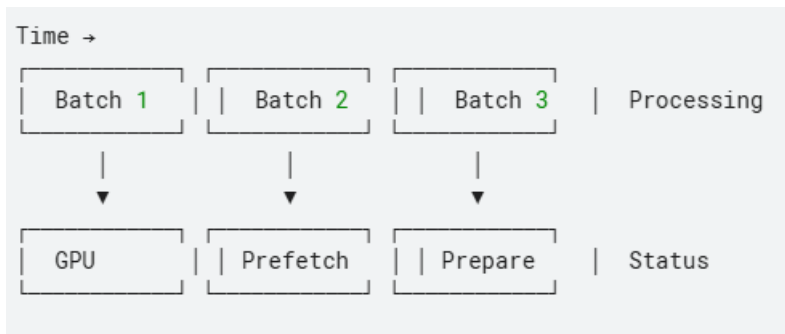 Time →
Batch 1 Batch 2 Batch 3 Processing
GPU Prefetch Prepare Status